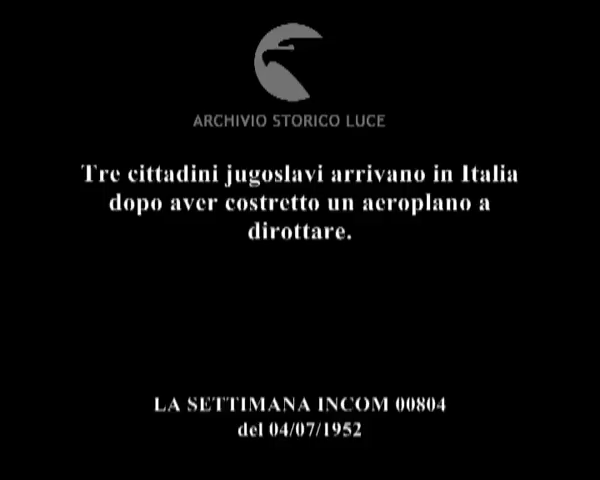 ARCHIVIO STORICO LUCE
Tre cittadini jugoslavi arrivano in Italia
dopo aver costretto un aeroplano a
dirottare.
LA SETTIMANA INCOM 00804
del 04/07/1952